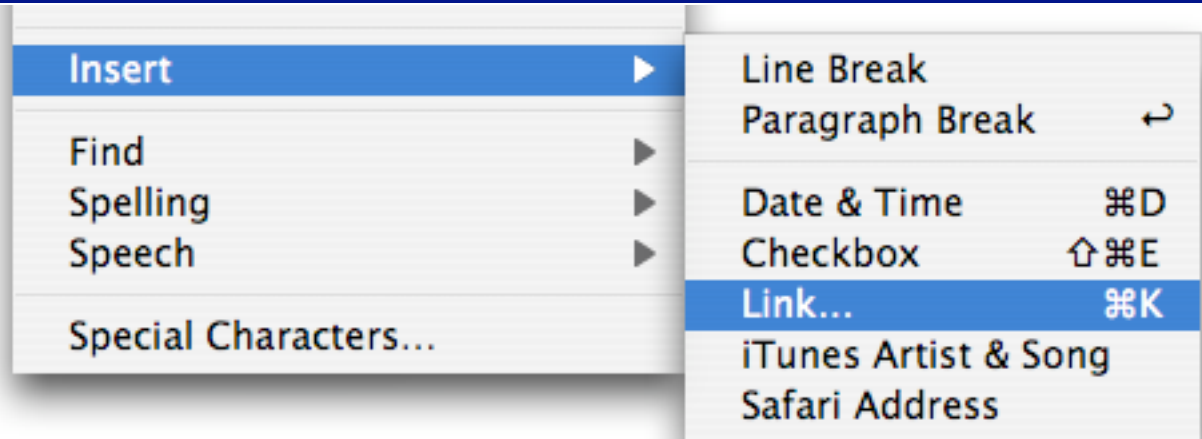 Insert
Find
Spelling
Speech
Special Characters...
Line Break
Paragraph Break ↩
Date & Time ⌘D
Checkbox ⇧⌘E
Link... ⌘K
iTunes Artist & Song
Safari Address